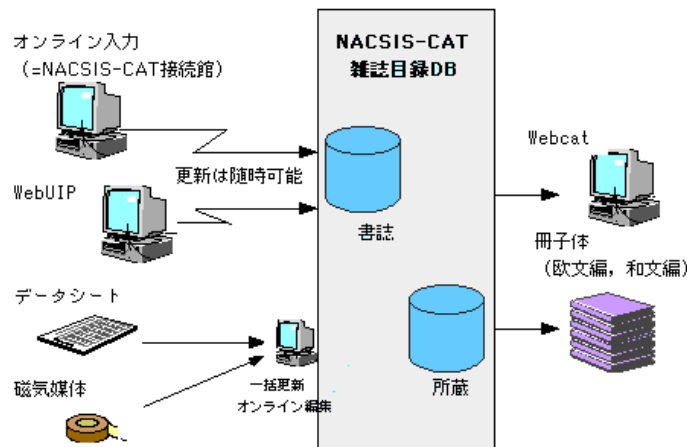 オンライン入力
(=NACSIS-CAT接続館)
WebUIP
データシート
磁気媒体
更新は随時可能
一括更新
オンライン編集
NACSIS-CAT
雑誌目録DB
書誌
所蔵
Webcat
冊子体
(欧文編，和文編)